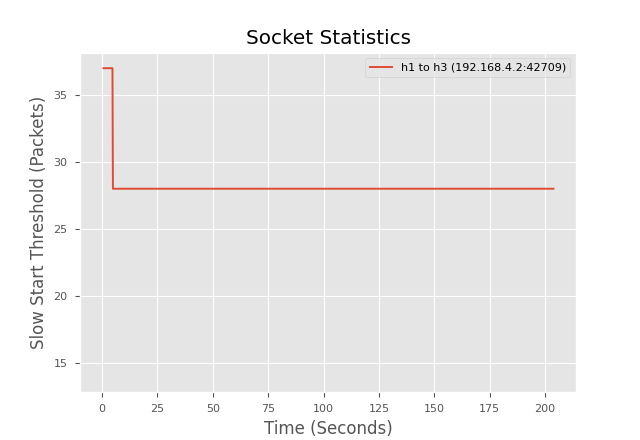 Socket Statistics
h1 to h3 (192.168.4.2:42709)
Slow Start Threshold (Packets)
35
30
25
20
15
0 25 50 75 100 125 150 175 200
Time (Seconds)